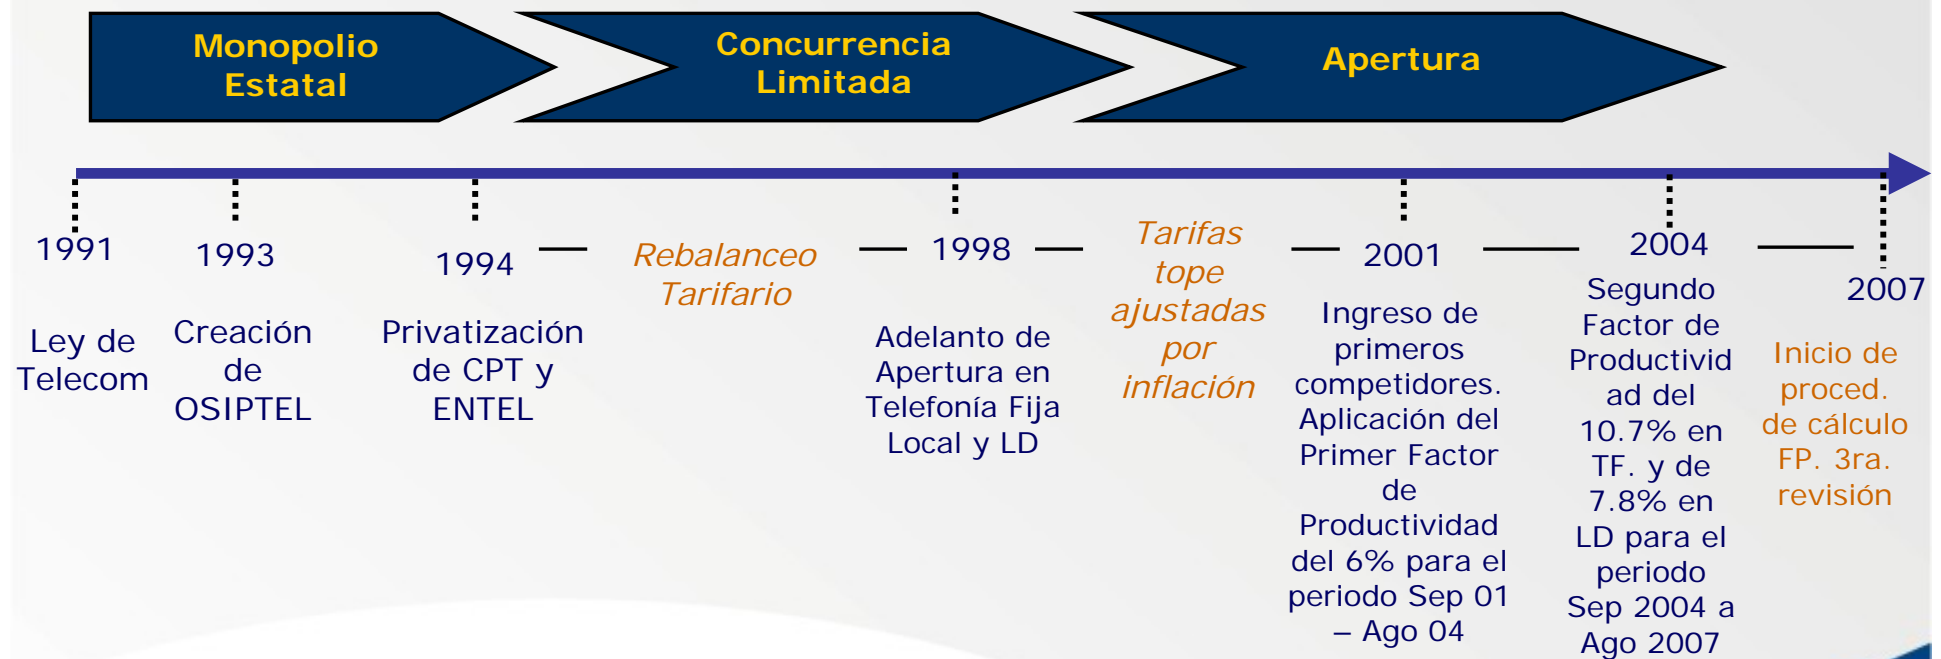 Monopolio
Estatal
Concurrencia
Limitada
Apertura
1991
Ley de
Telecom
1993
Creación
de
OSIPTEL
1994
Privatización
de CPT y
ENTEL
Rebalanceo
Tarifario
1998
Adelanto de
Apertura en
Telefonía Fija
Local y LD
Tarifas
tope
ajustadas
por
inflación
2001
Ingreso de
primeros
competidores.
Aplicación del
Primer Factor
de
Productividad
del 6% para el
periodo Sep 01
– Ago 04
2004
Segundo
Factor de
Productivid
ad del
10.7% en
TF. y de
7.8% en
LD para el
periodo
Sep 2004 a
Ago 2007
2007
Inicio de
proced.
de cálculo
FP. 3ra.
revisión